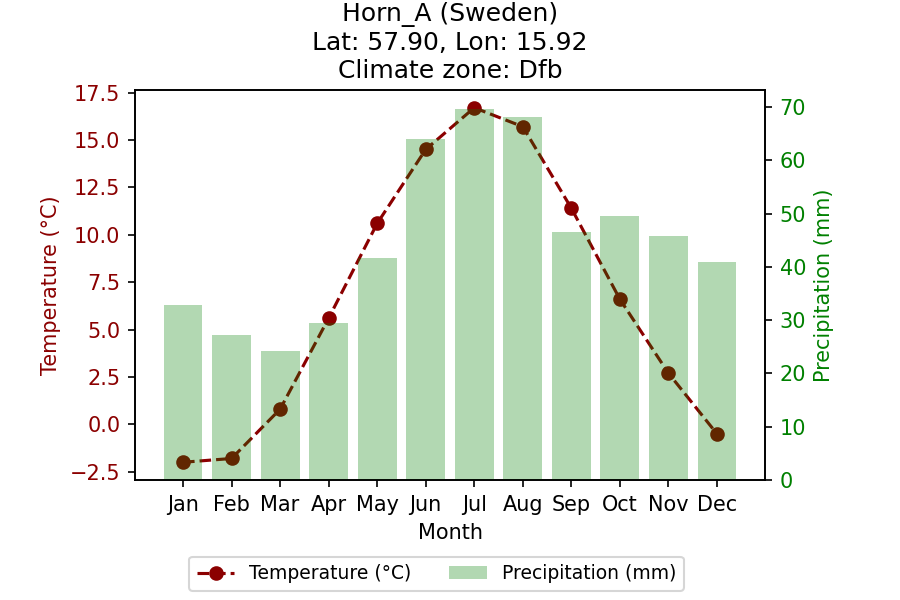 Horn_A (Sweden)
Lat: 57.90, Lon: 15.92
Climate zone: Dfb
17.5
15.0
12.5
10.0
7.5
5.0
2.5
0.0
−2.5
Temperature (°C)
70
60
50
40
30
20
10
0
Precipitation (mm)
Jan Feb Mar Apr May Jun Jul Aug Sep Oct Nov Dec
Month
Temperature (°C) Precipitation (mm)